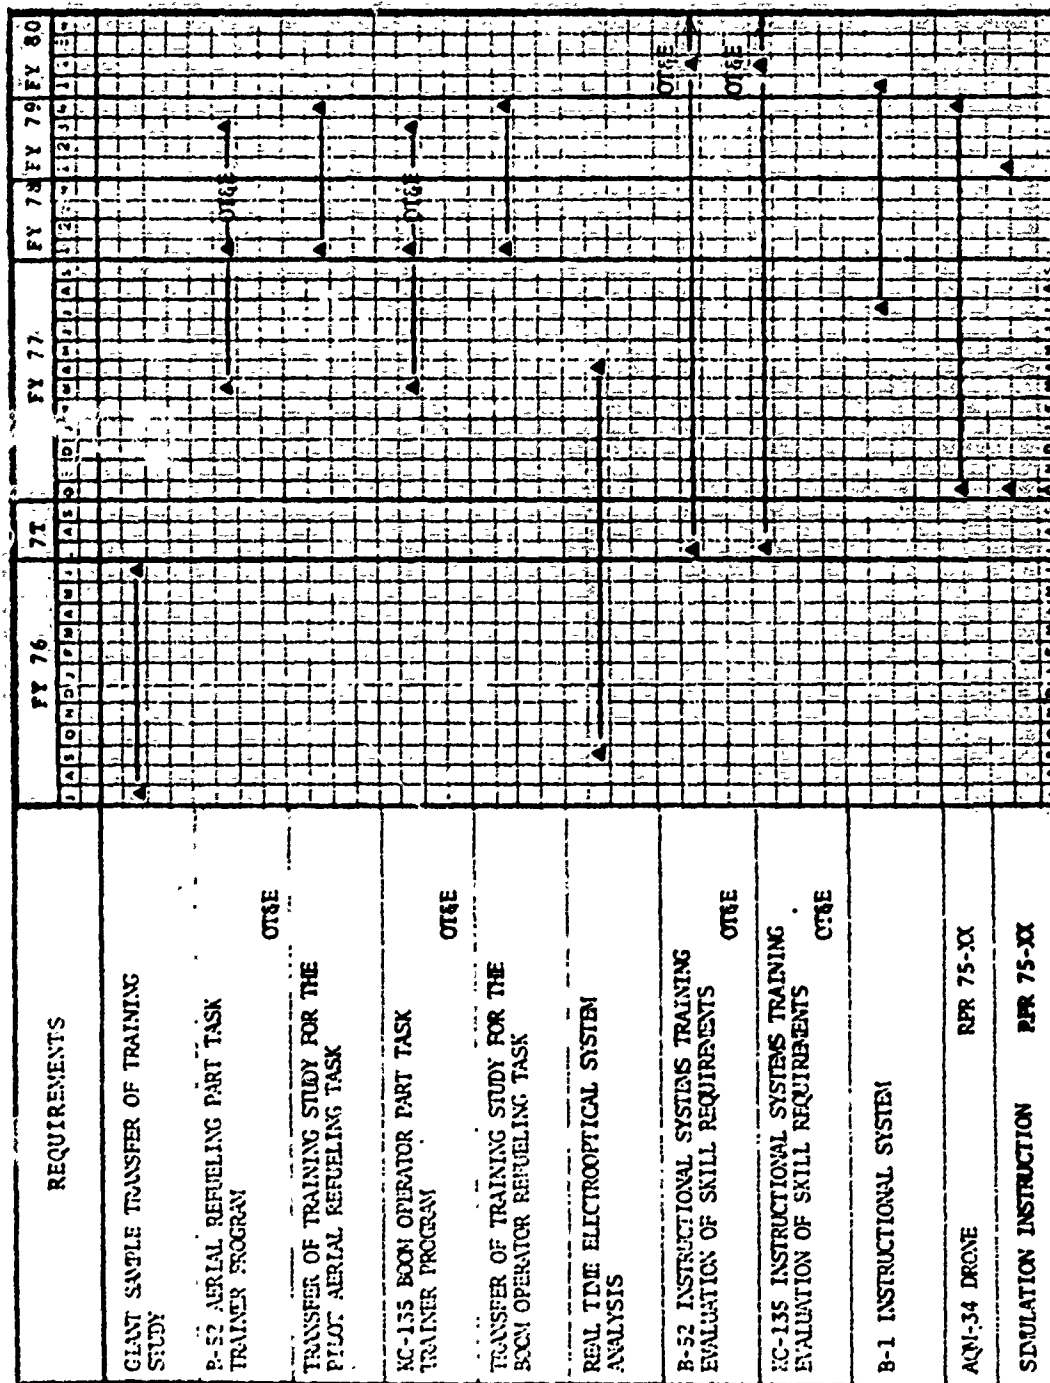 REQUIREMENTS
FY 76
7T
FY 77
FY 78
FY 79
FY 80
J A S O N D J F M A M J
GIANT SAMPLE TRANSFER OF TRAINING
STUDY
B-52 AERIAL REFUELING PART TASK
TRAINER PROGRAM
OT&E
OT&E
TRANSFER OF TRAINING STUDY FOR THE
PILOT AERIAL REFUELING TASK
KC-135 BOOM OPERATOR PART TASK
TRAINER PROGRAM
OT&E
OT&E
TRANSFER OF TRAINING STUDY FOR THE
BOOM OPERATOR REFUELING TASK
REAL TIME ELECTROOPTICAL SYSTEM
ANALYSIS
B-52 INSTRUCTIONAL SYSTEMS TRAINING
EVALUATION OF SKILL REQUIREMENTS
OT&E
OT&E
KC-135 INSTRUCTIONAL SYSTEMS TRAINING
EVALUATION OF SKILL REQUIREMENTS
OT&E
OT&E
B-1 INSTRUCTIONAL SYSTEM
AQM-34 DRONE RPR 75-XX
SIMULATION INSTRUCTION RPR 75-XX